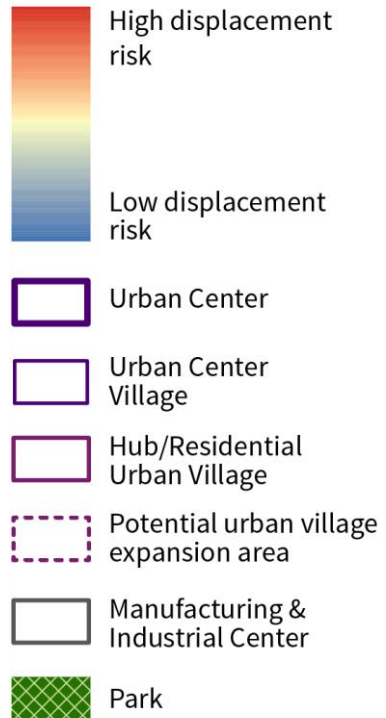 High displacement
risk
Low displacement
risk
Urban Center
Urban Center
Village
Hub/Residential
Urban Village
Potential urban village
expansion area
Manufacturing &
Industrial Center
Park